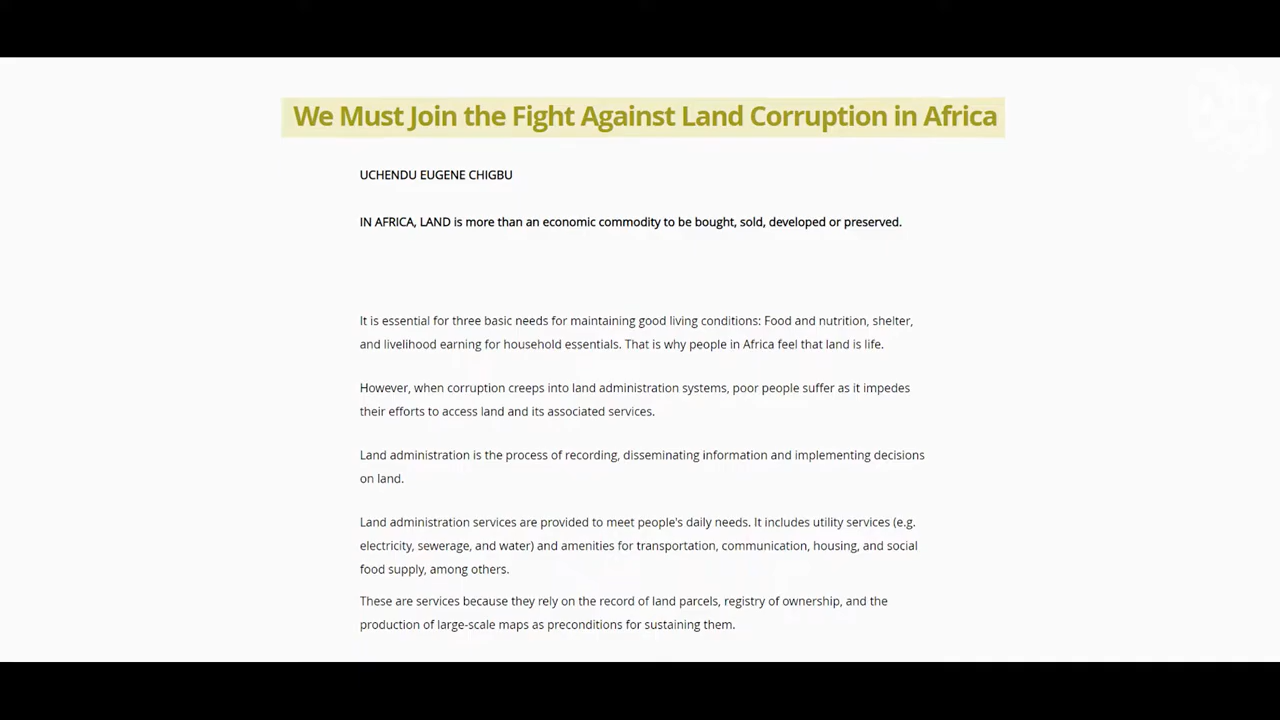 We Must Join the Fight Against Land Corruption in Africa
UCHENDU EUGENE CHIGBU
IN AFRICA, LAND is more than an economic commodity to be bought, sold, developed or preserved.
It is essential for three basic needs for maintaining good living conditions: Food and nutrition, shelter,
and livelihood earning for household essentials. That is why people in Africa feel that land is life.
However, when corruption creeps into land administration systems, poor people suffer as it impedes
their efforts to access land and its associated services.
Land administration is the process of recording, disseminating information and implementing decisions
on land.
Land administration services are provided to meet people's daily needs. It includes utility services (e.g.
electricity, sewerage, and water) and amenities for transportation, communication, housing, and social
food supply, among others.
These are services because they rely on the record of land parcels, registry of ownership, and the
production of large-scale maps as preconditions for sustaining them.